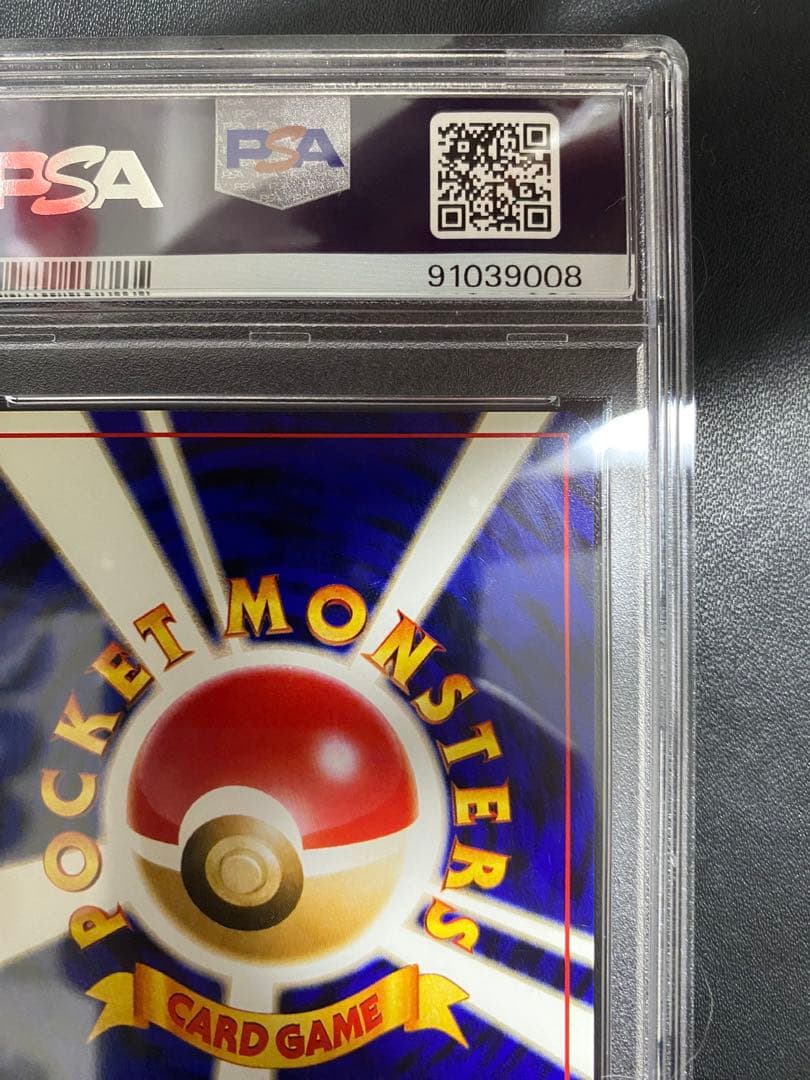 PSA
PSA
91039008
POCKET MONSTERS
CARD GAME